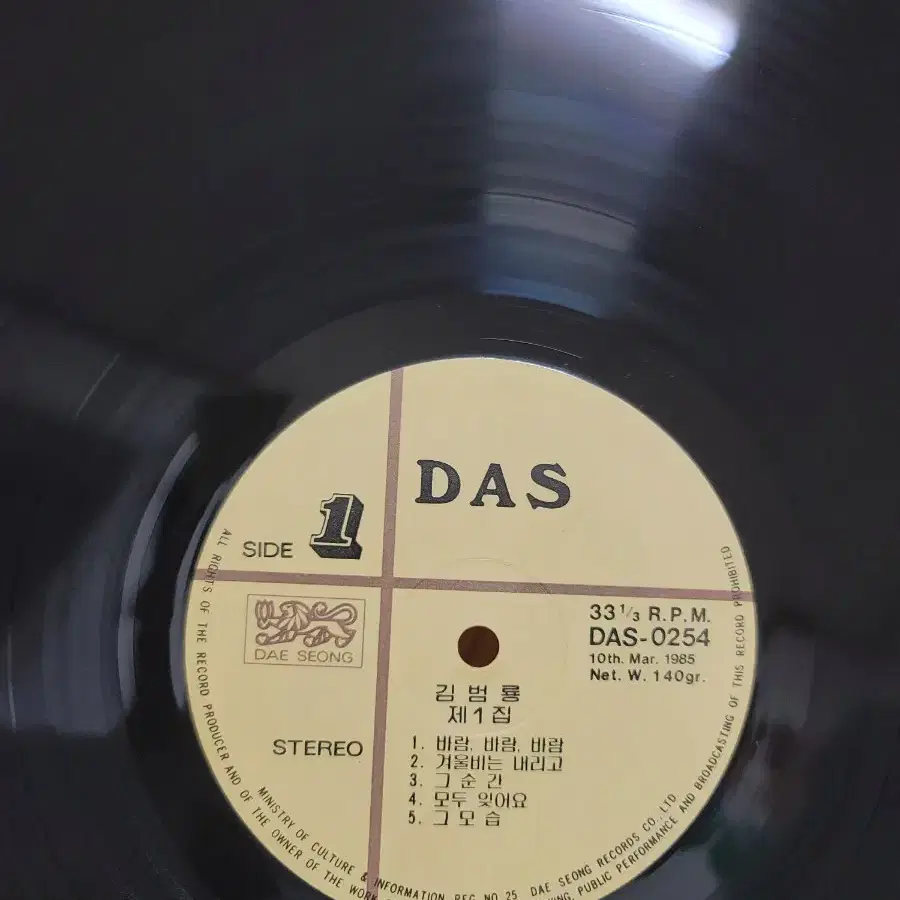 DAS
SIDE 1
DAE SEONG
STEREO
33 1/3 R.P.M.
DAS-0254
10th. Mar. 1985
Net. W. 140gr.
김 범 룡
제 1 집
1. 바람, 바람, 바람
2. 겨울비는 내리고
3. 그 순 간
4. 모두 잊어요
5. 그 모 습
ALL RIGHTS OF THE RECORD PRODUCER AND OF THE OWNER OF THE WORK
KING, PUBLIC PERFORMANCE AND BROADCASTING OF THIS RECORD PROHIBITED
MINISTRY OF CULTURE & INFORMATION REG. NO. 25, DAE SEONG RECORDS CO., LTD